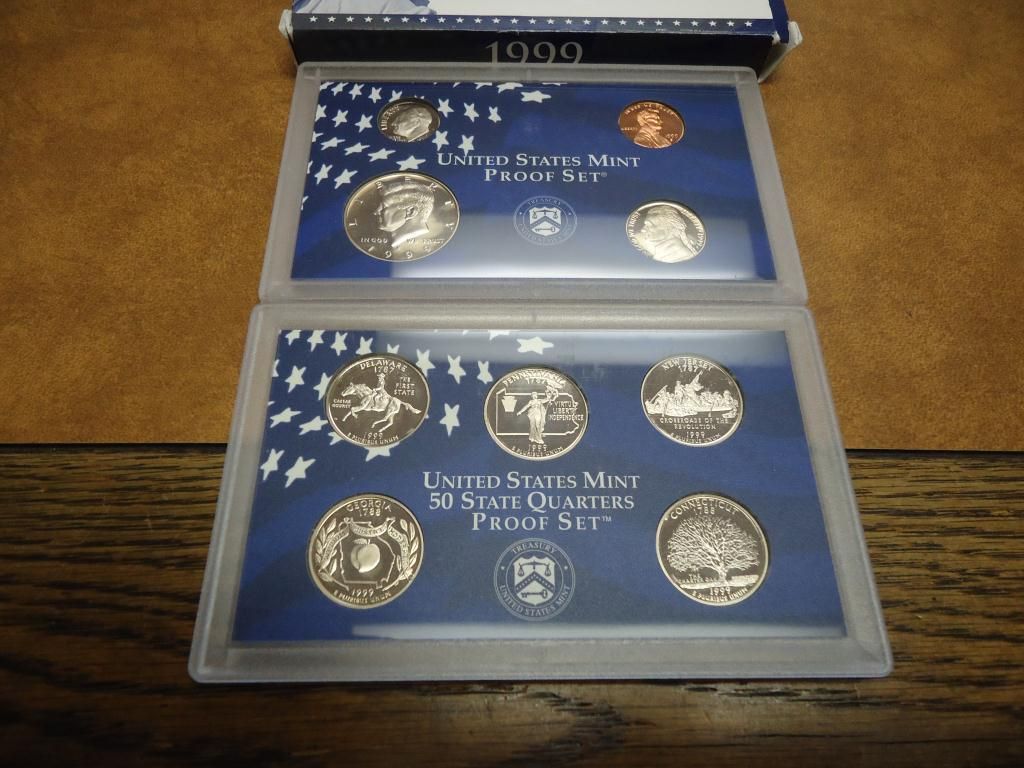 1999
LIBERTY
UNITED STATES MINT
PROOF SET®
LIBERTY
IN GOD WE TRUST
1999
TREASURY
DELAWARE
1787
THE
FIRST
STATE
CAESAR
RODNEY
1999
E PLURIBUS UNUM
PENNSYLVANIA
1787
VIRTUE
LIBERTY
INDEPENDENCE
1999
E PLURIBUS UNUM
NEW JERSEY
1787
CROSSROADS OF THE
REVOLUTION
1999
E PLURIBUS UNUM
UNITED STATES MINT
50 STATE QUARTERS
PROOF SET™
GEORGIA
1788
1999
E PLURIBUS UNUM
TREASURY
UNITED STATES MINT
CONNECTICUT
1788
THE
CHARTER OAK
1999
E PLURIBUS UNUM